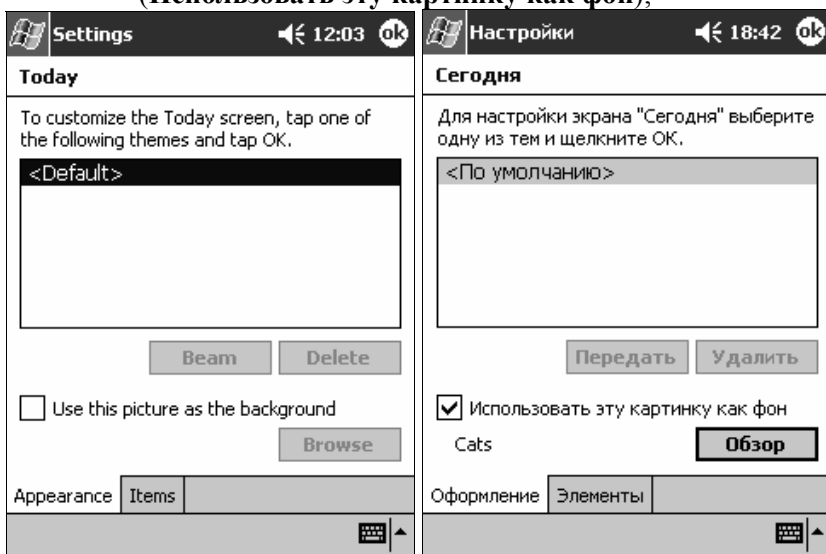 (Использовать эту картинку как фон),
Settings 12:03 ok
Today
To customize the Today screen, tap one of
the following themes and tap OK.
<Default>
Beam Delete
Use this picture as the background
Browse
Appearance Items
Настройки 18:42 ok
Сегодня
Для настройки экрана "Сегодня" выберите
одну из тем и щелкните ОК.
<По умолчанию>
Передать Удалить
Использовать эту картинку как фон
Cats Обзор
Оформление Элементы